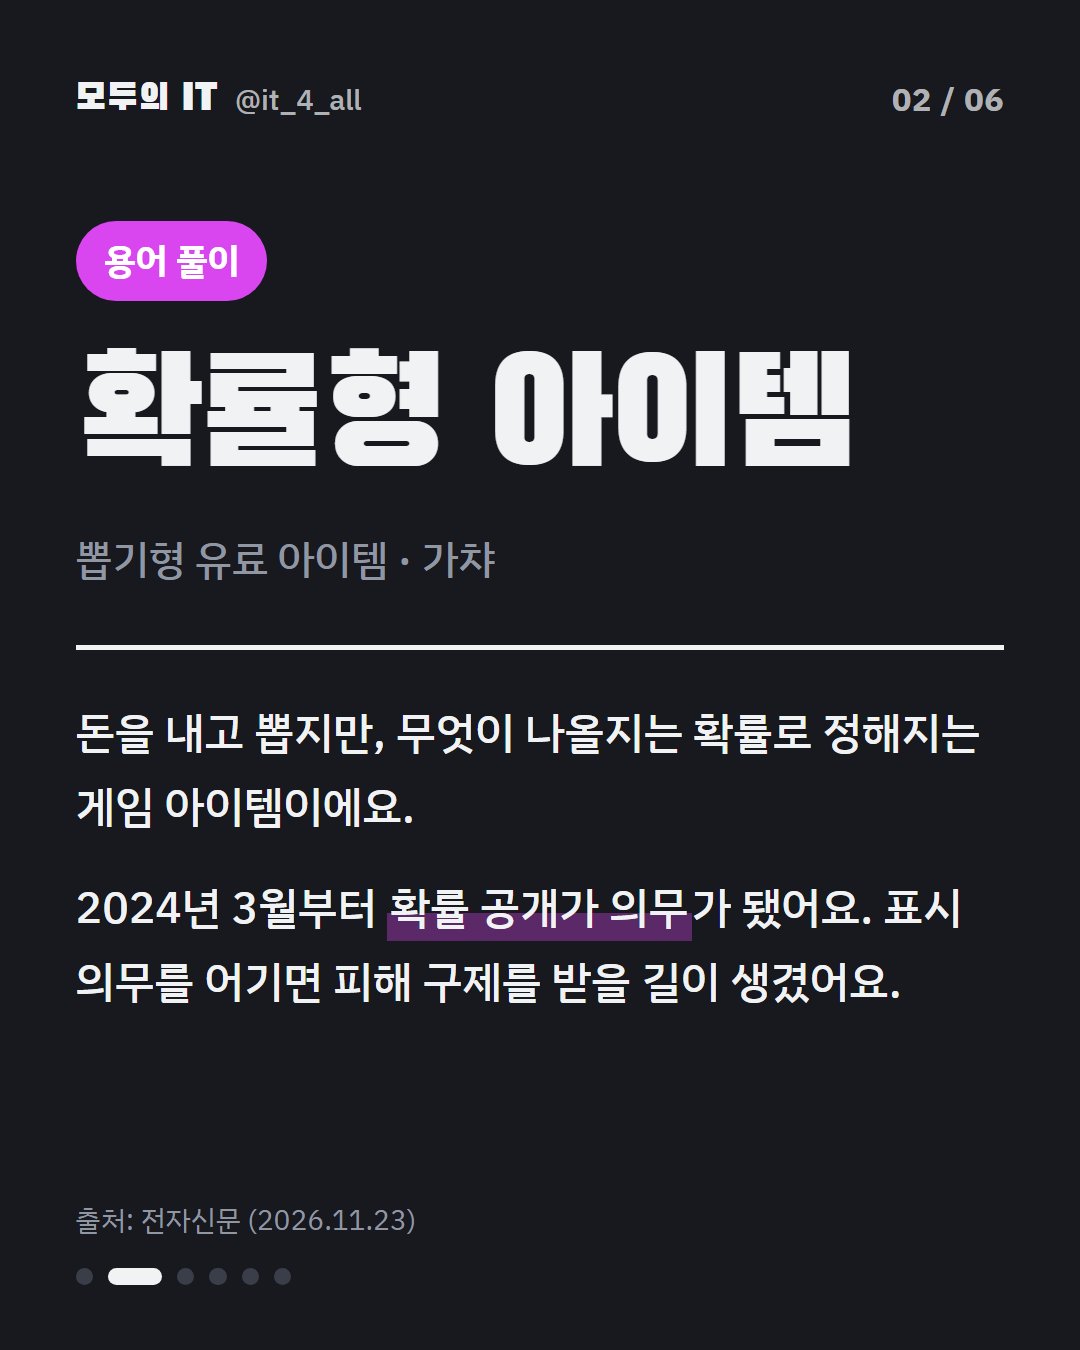 모두의 IT @it_4_all
02 / 06
용어 풀이
확률형 아이템
뽑기형 유료 아이템 · 가챠
돈을 내고 뽑지만, 무엇이 나올지는 확률로 정해지는
게임 아이템이에요.
2024년 3월부터 확률 공개가 의무가 됐어요. 표시
의무를 어기면 피해 구제를 받을 길이 생겼어요.
출처: 전자신문 (2026.11.23)